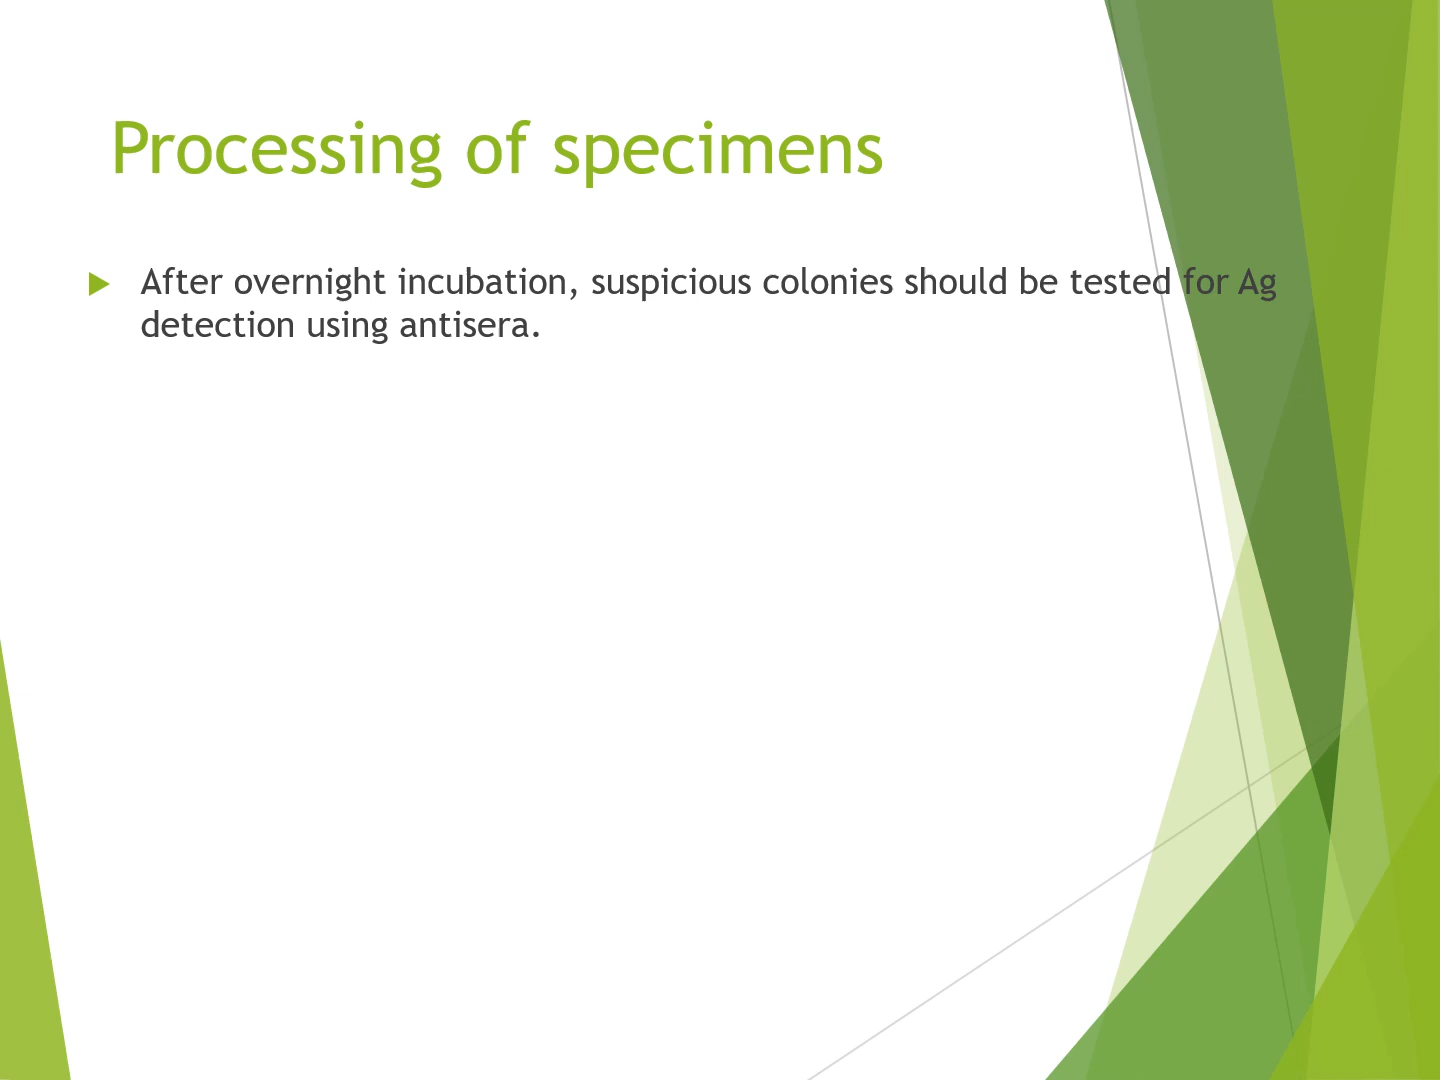 Processing of specimens
After overnight incubation, suspicious colonies should be tested for Ag
detection using antisera.